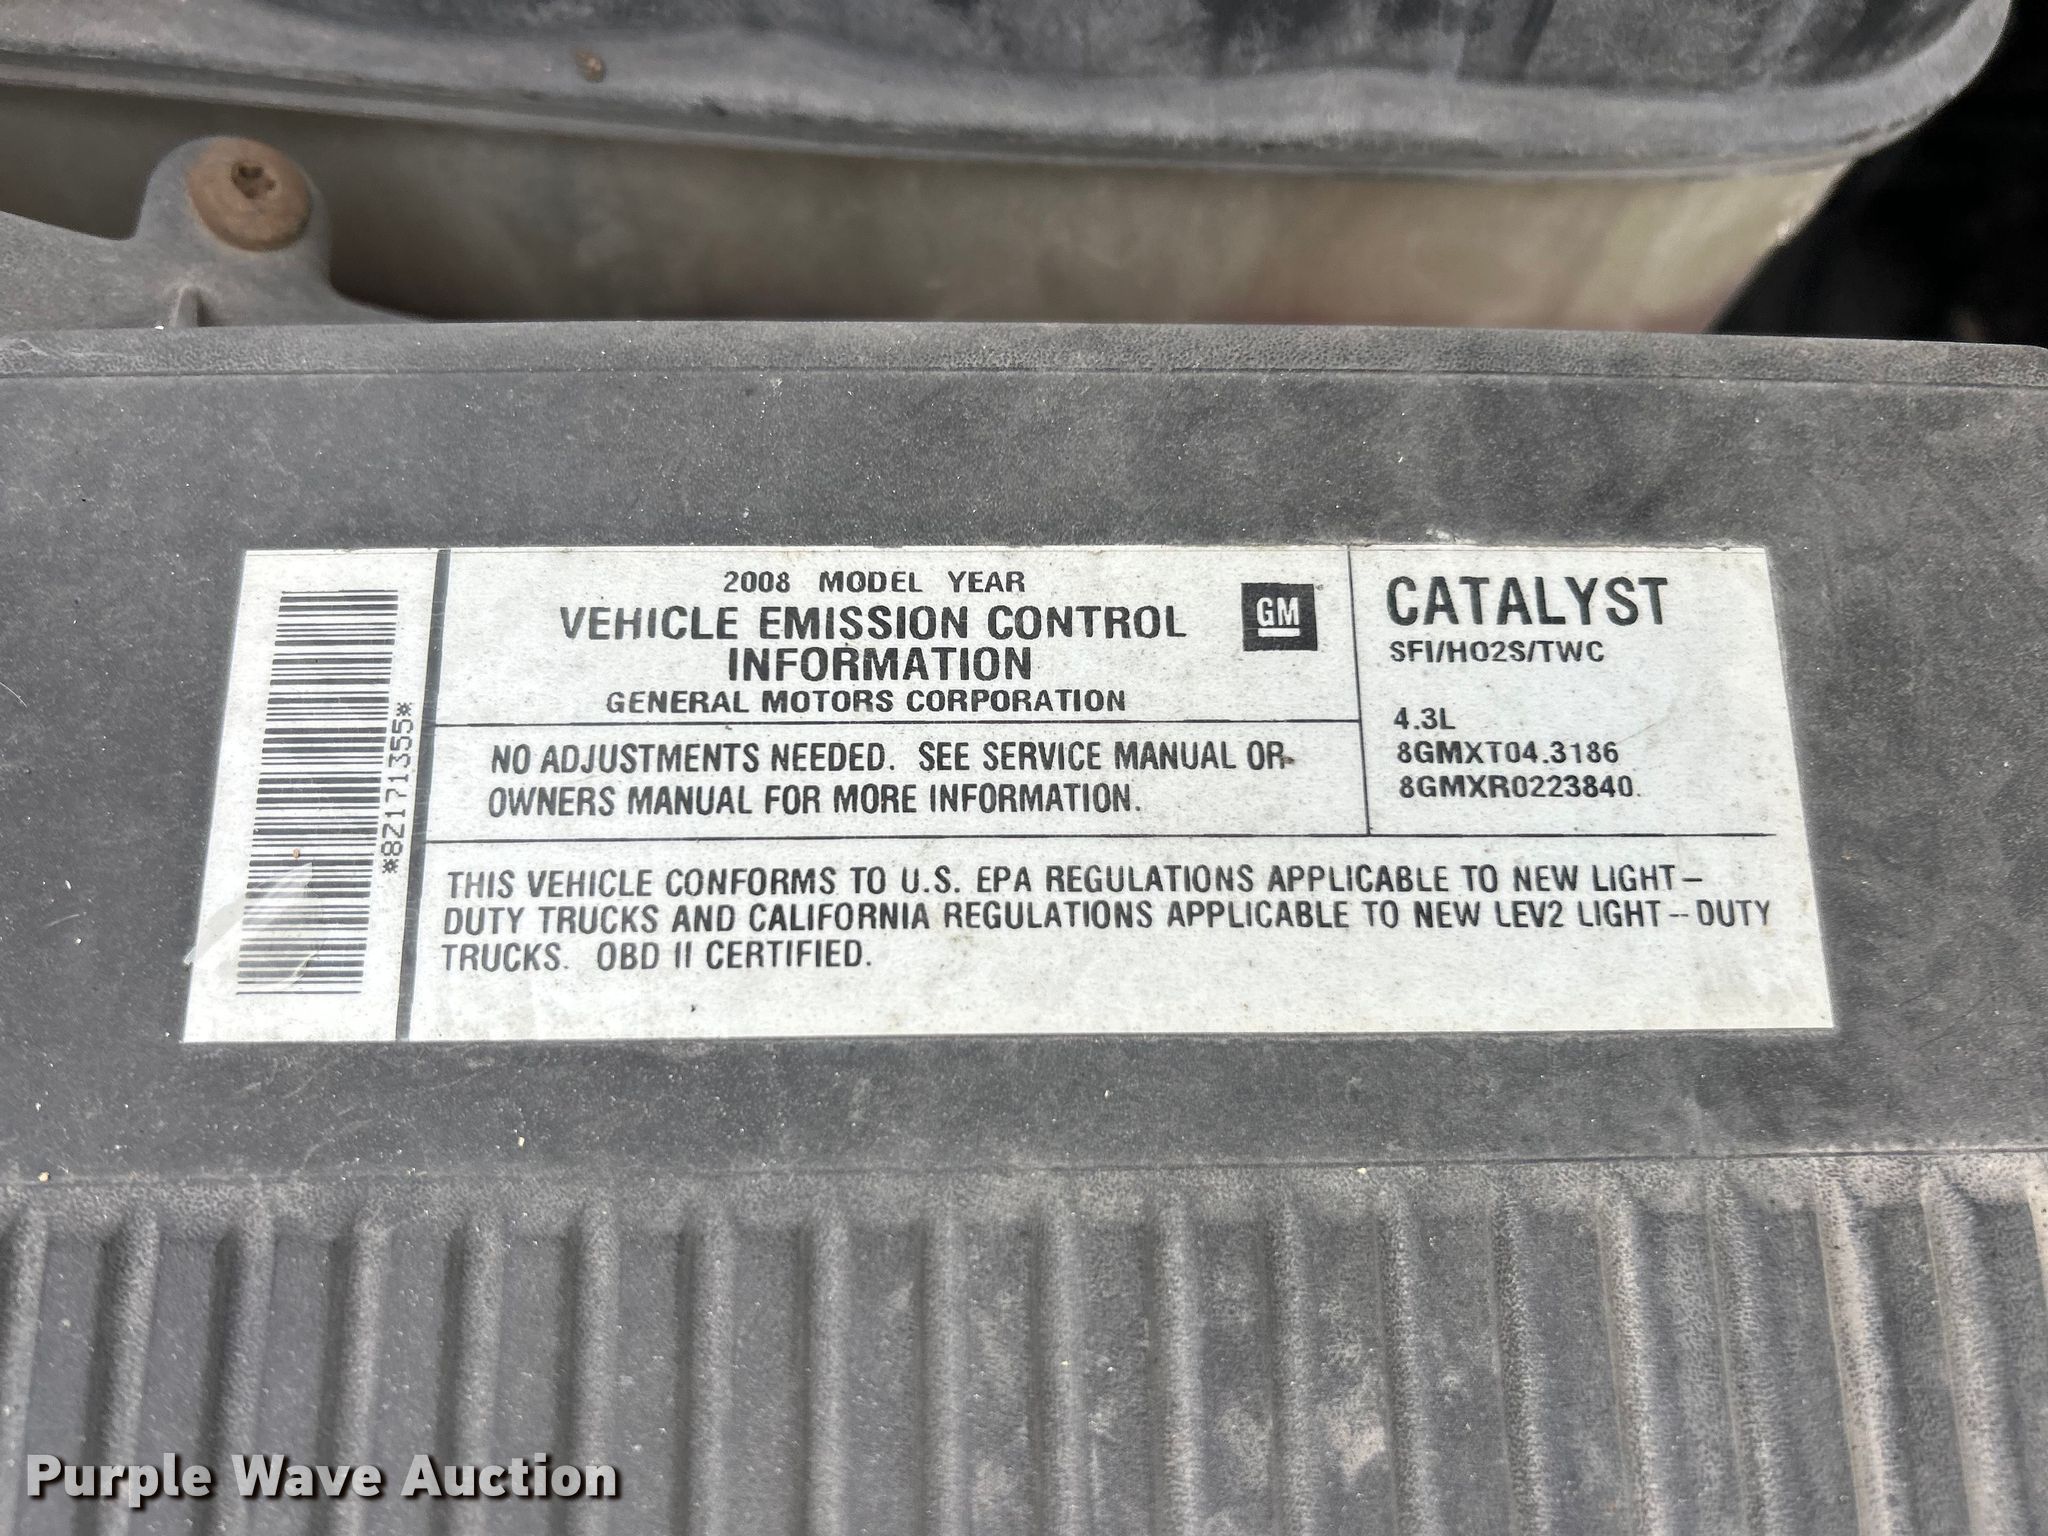 2008 MODEL YEAR
VEHICLE EMISSION CONTROL
INFORMATION
GENERAL MOTORS CORPORATION
GM
NO ADJUSTMENTS NEEDED. SEE SERVICE MANUAL OR
OWNERS MANUAL FOR MORE INFORMATION.
CATALYST
SFI/HO2S/TWC
4.3L
8GMXT04.3186
8GMXR0223840.
THIS VEHICLE CONFORMS TO U.S. EPA REGULATIONS APPLICABLE TO NEW LIGHT-
DUTY TRUCKS AND CALIFORNIA REGULATIONS APPLICABLE TO NEW LEV2 LIGHT-DUTY
TRUCKS. OBD II CERTIFIED.
*8Z171355*
Purple Wave Auction